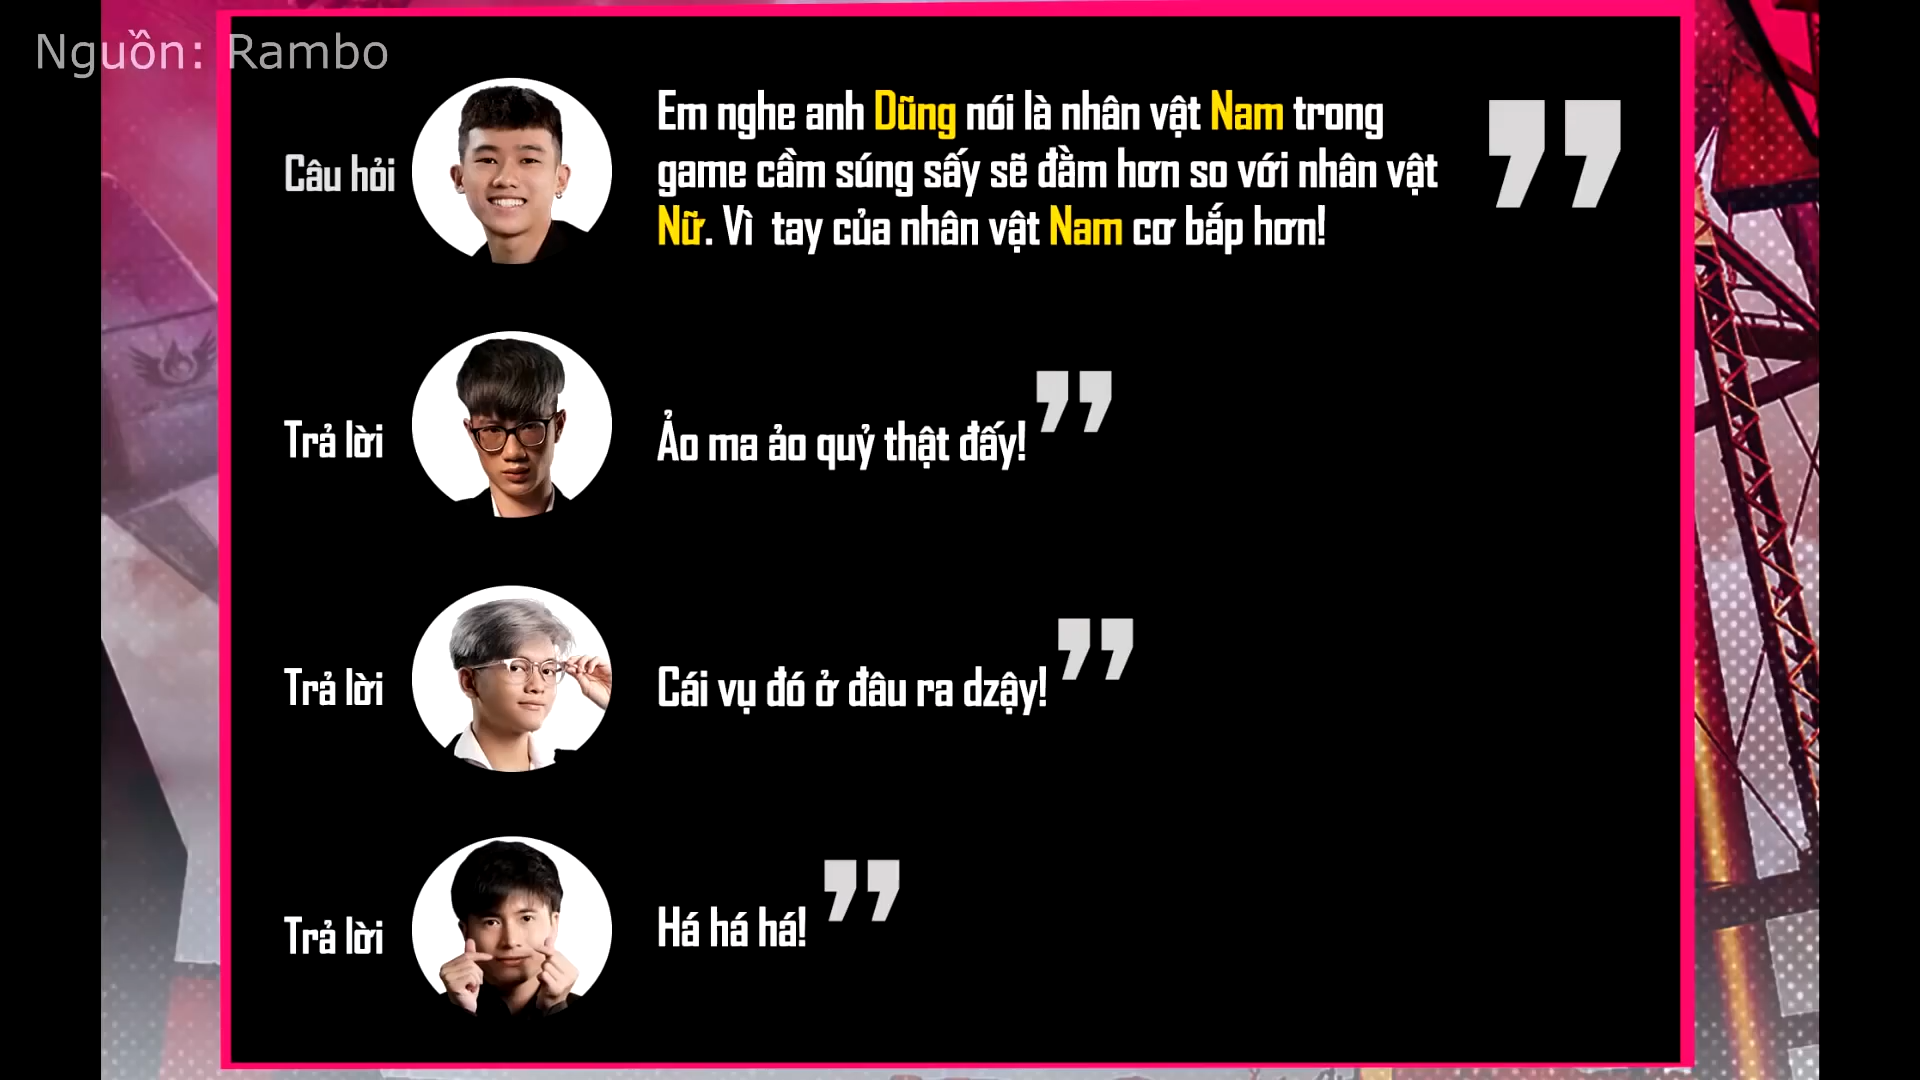 Nguồn: Rambo
Câu hỏi
Em nghe anh Dũng nói là nhân vật Nam trong
game cầm súng sấy sẽ đằm hơn so với nhân vật
Nữ. Vì tay của nhân vật Nam cơ bắp hơn!
Trả lời
Ảo ma ảo quỷ thật đấy!
Trả lời
Cái vụ đó ở đâu ra dzậy!
Trả lời
Há há há!